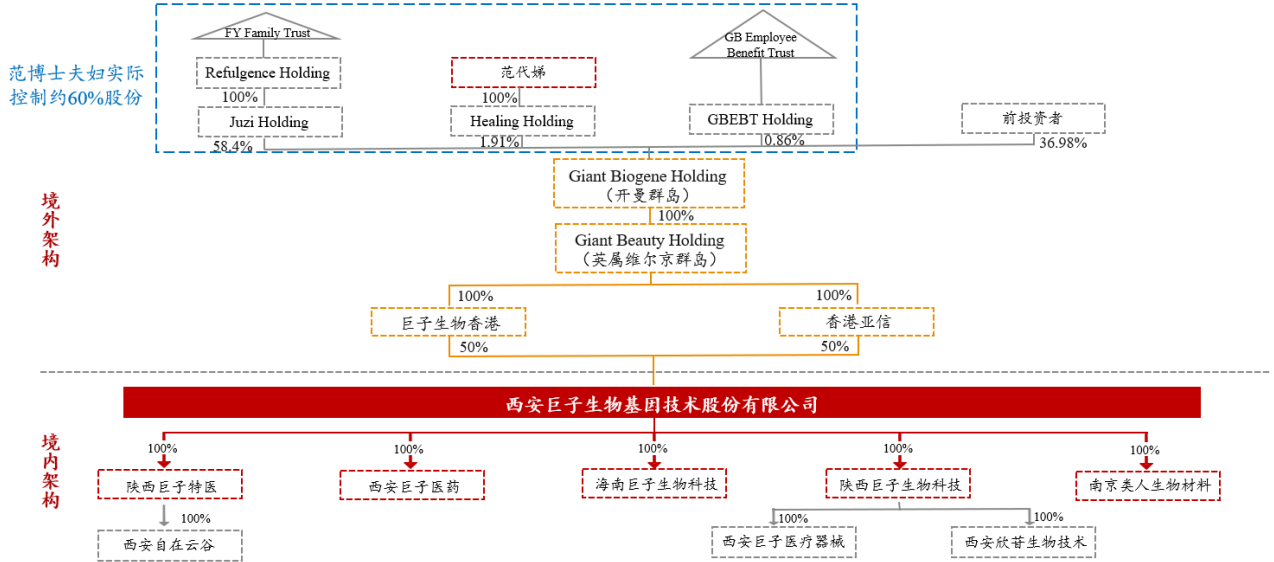 FY Family Trust
GB Employee
Benefit Trust
范博士夫妇实际
控制约60%股份
Refulgence Holding
范代娣
100%
100%
Juzi Holding
Healing Holding
GBEBT Holding
前投资者
58.4%
1.91%
0.86%
36.98%
境外架构
Giant Biogene Holding
（开曼群岛）
100%
Giant Beauty Holding
（英属维尔京群岛）
100%
100%
巨子生物香港
香港亚信
50%
50%
西安巨子生物基因技术股份有限公司
境内架构
100%
100%
100%
100%
100%
陕西巨子特医
西安巨子医药
海南巨子生物科技
陕西巨子生物科技
南京类人生物材料
100%
100%
100%
西安自在云谷
西安巨子医疗器械
西安欣苷生物技术